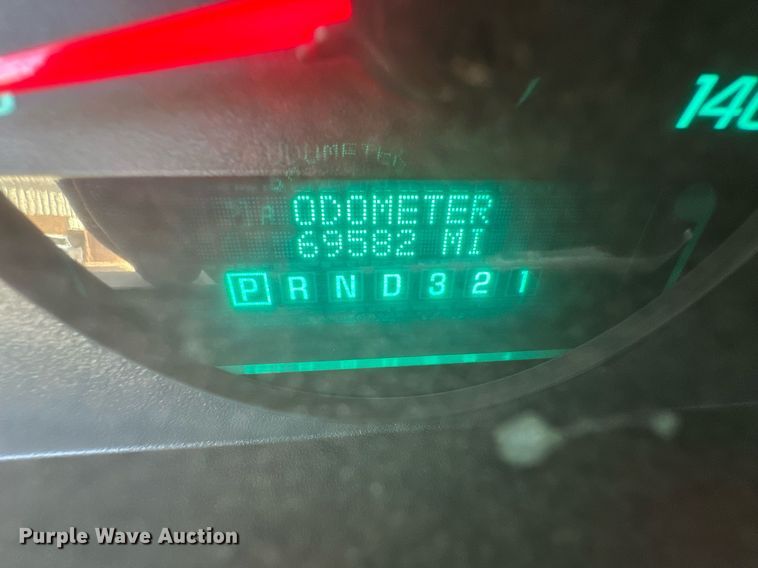 140
ODOMETER
69582 MI
P R N D 3 2 1
Purple Wave Auction